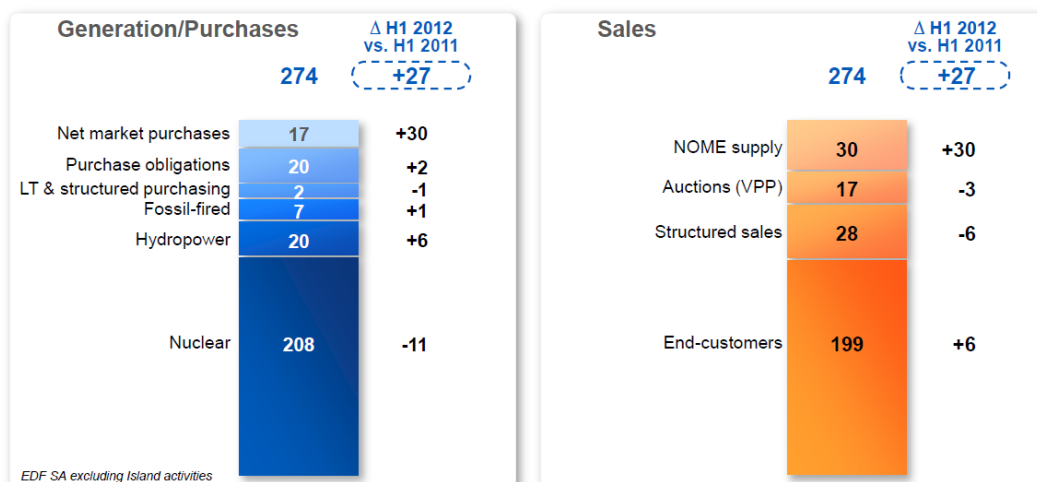 Generation/Purchases
Δ H1 2012
vs. H1 2011
274
+27
Net market purchases 17 +30
Purchase obligations 20 +2
LT & structured purchasing 2 -1
Fossil-fired 7 +1
Hydropower 20 +6
Nuclear 208 -11
EDF SA excluding Island activities
Sales
Δ H1 2012
vs. H1 2011
274
+27
NOME supply 30 +30
Auctions (VPP) 17 -3
Structured sales 28 -6
End-customers 199 +6